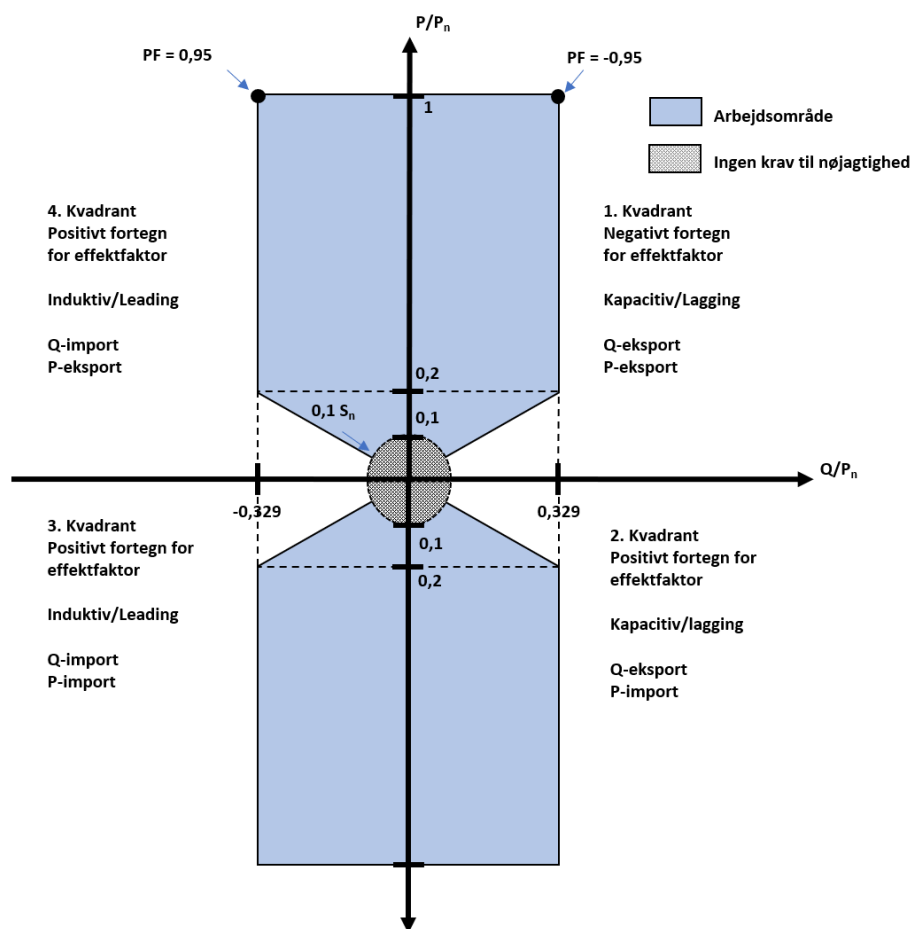 P/Pn
PF = 0,95
PF = -0,95
1
Arbejdsområde
Ingen krav til nøjagtighed
4. Kvadrant
Positivt fortegn
for effektfaktor
Induktiv/Leading
Q-import
P-eksport
1. Kvadrant
Negativt fortegn
for effektfaktor
Kapacitiv/Lagging
Q-eksport
P-eksport
0,2
0,1 Sn
0,1
Q/Pn
-0,329
0,329
3. Kvadrant
Positivt fortegn for
effektfaktor
Induktiv/Leading
Q-import
P-import
0,1
0,2
2. Kvadrant
Positivt fortegn for
effektfaktor
Kapacitiv/lagging
Q-eksport
P-import